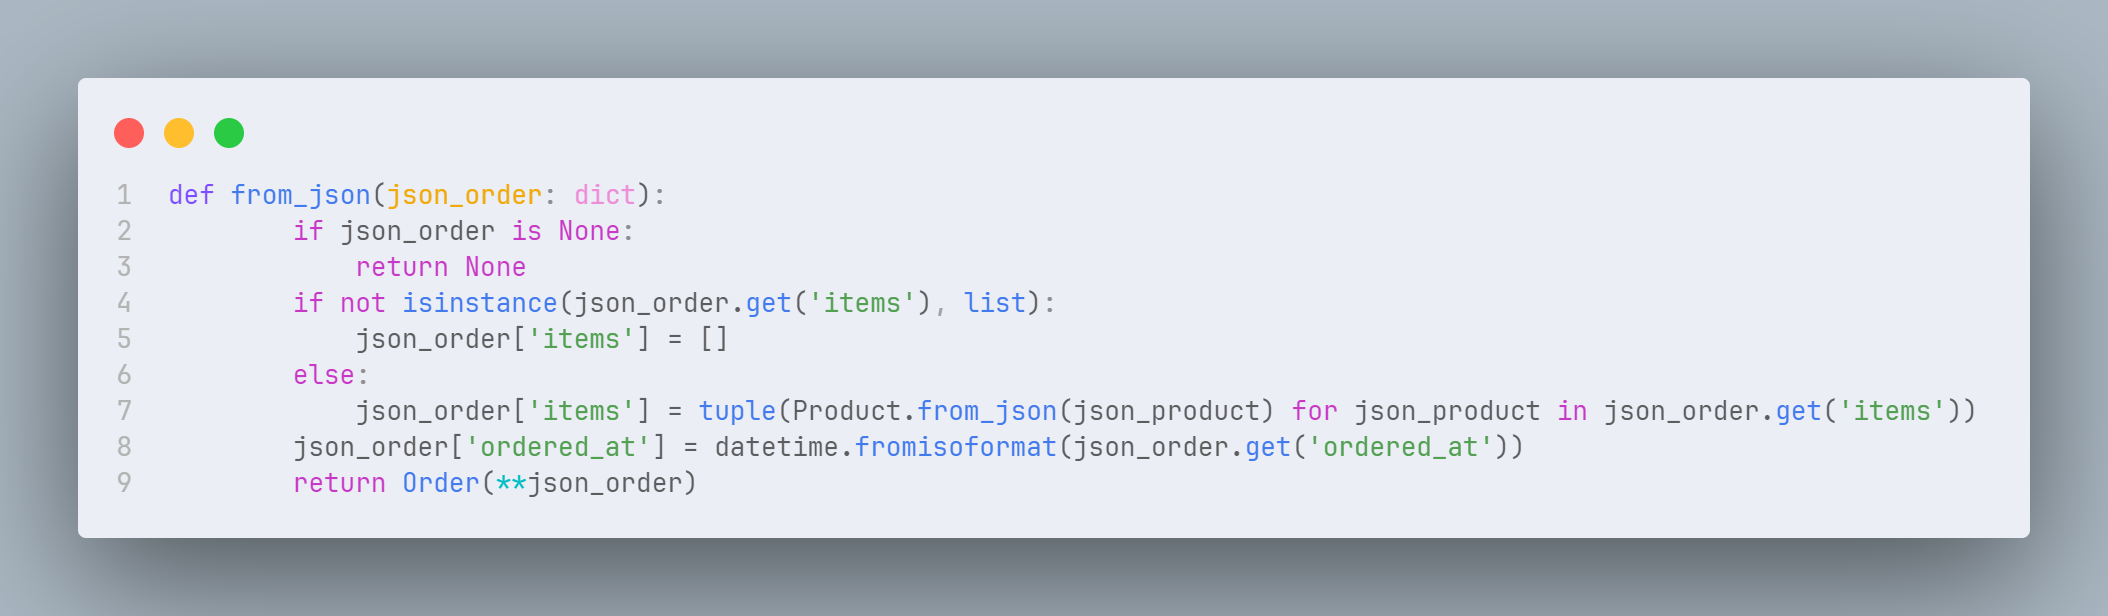 1 def from_json(json_order: dict):
2         if json_order is None:
3             return None
4         if not isinstance(json_order.get('items'), list):
5             json_order['items'] = []
6         else:
7             json_order['items'] = tuple(Product.from_json(json_product) for json_product in json_order.get('items'))
8         json_order['ordered_at'] = datetime.fromisoformat(json_order.get('ordered_at'))
9         return Order(**json_order)